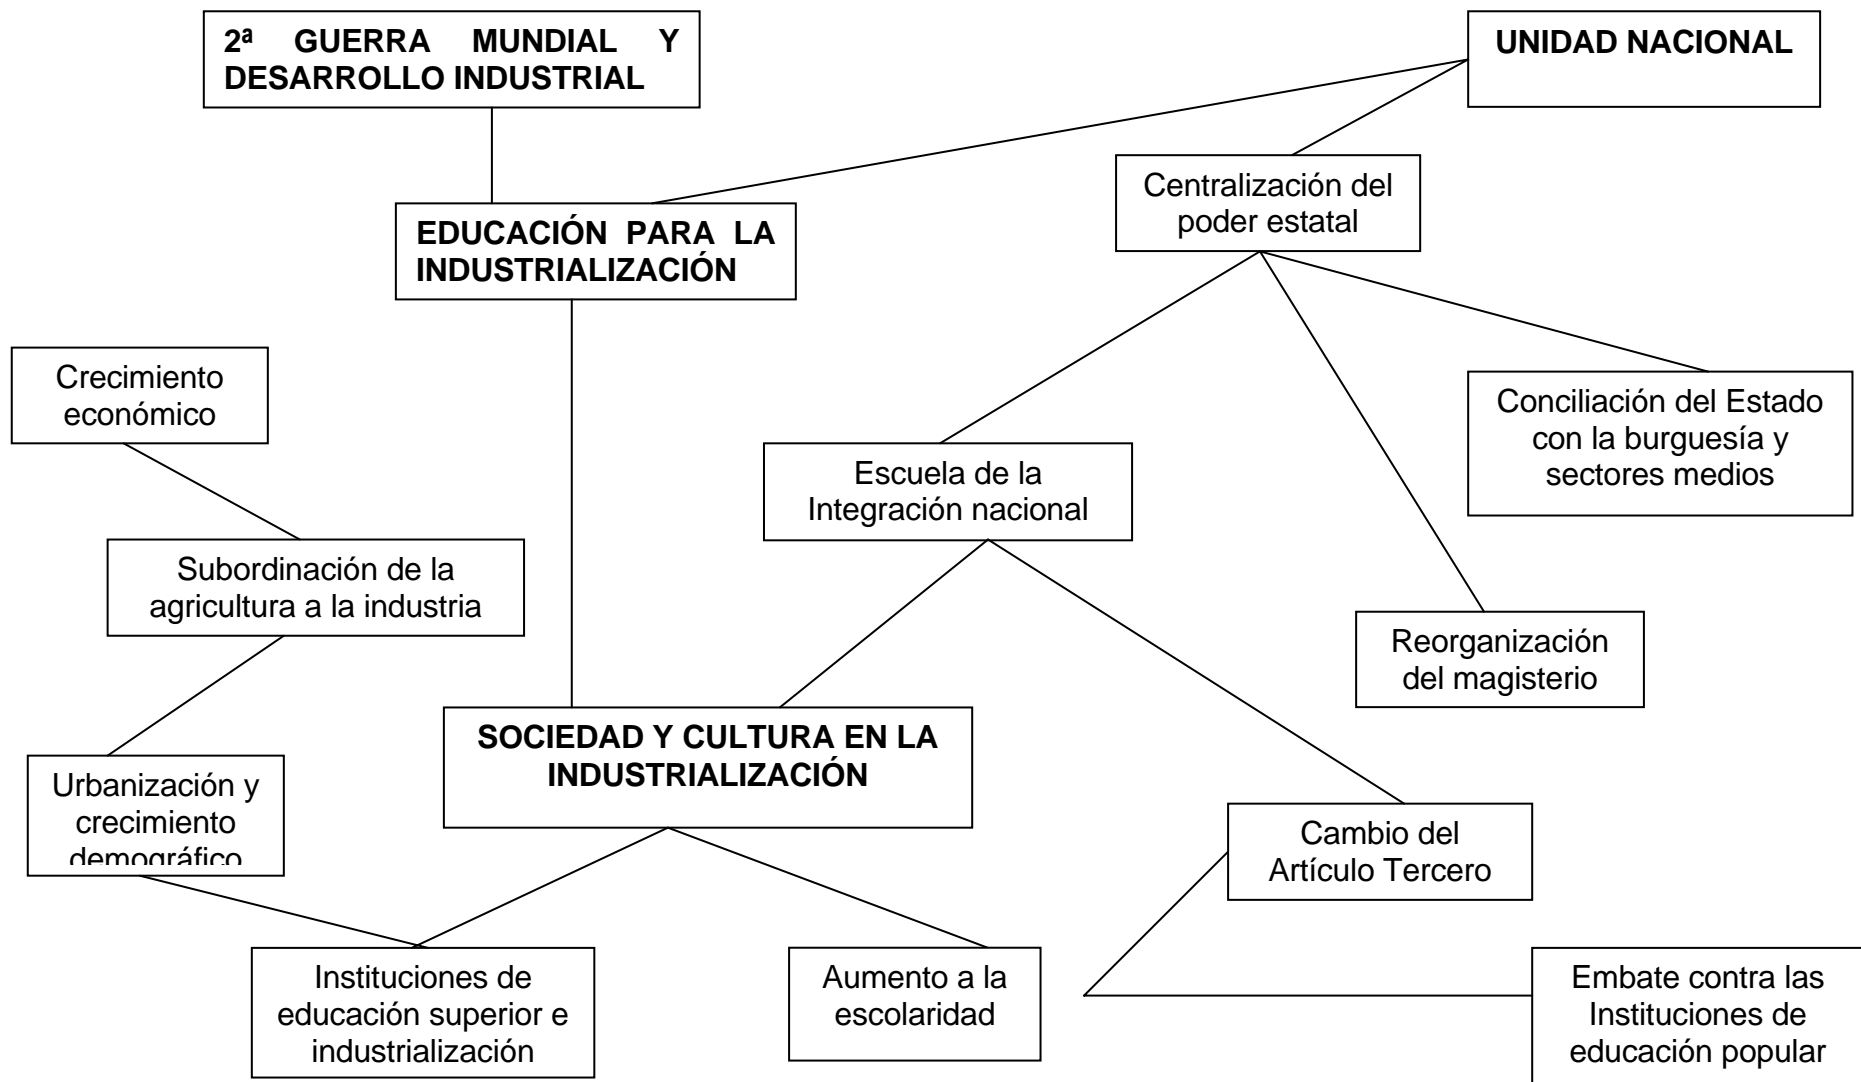 2ª GUERRA MUNDIAL Y
DESARROLLO INDUSTRIAL
UNIDAD NACIONAL
Centralización del
poder estatal
EDUCACIÓN PARA LA
INDUSTRIALIZACIÓN
Crecimiento
económico
Conciliación del Estado
con la burguesía y
sectores medios
Escuela de la
Integración nacional
Subordinación de la
agricultura a la industria
Reorganización
del magisterio
SOCIEDAD Y CULTURA EN LA
INDUSTRIALIZACIÓN
Urbanización y
crecimiento
demográfico
Cambio del
Artículo Tercero
Instituciones de
educación superior e
industrialización
Aumento a la
escolaridad
Embate contra las
Instituciones de
educación popular